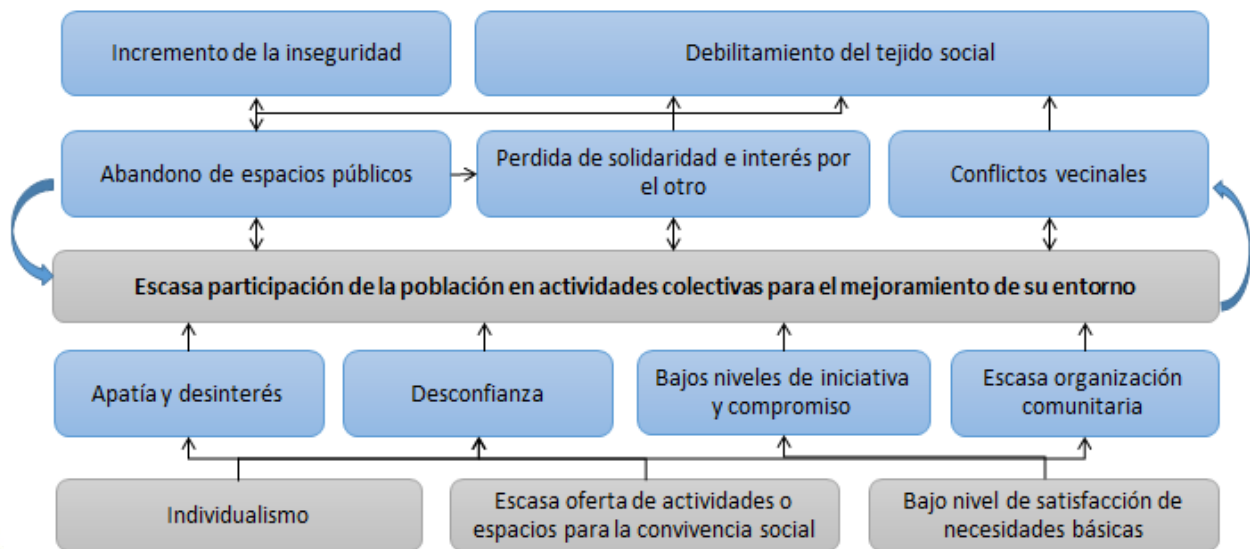 Incremento de la inseguridad
Debilitamiento del tejido social
Abandono de espacios públicos
Perdida de solidaridad e interés por
el otro
Conflictos vecinales
Escasa participación de la población en actividades colectivas para el mejoramiento de su entorno
Apatía y desinterés
Desconfianza
Bajos niveles de iniciativa
y compromiso
Escasa organización
comunitaria
Individualismo
Escasa oferta de actividades o
espacios para la convivencia social
Bajo nivel de satisfacción de
necesidades básicas